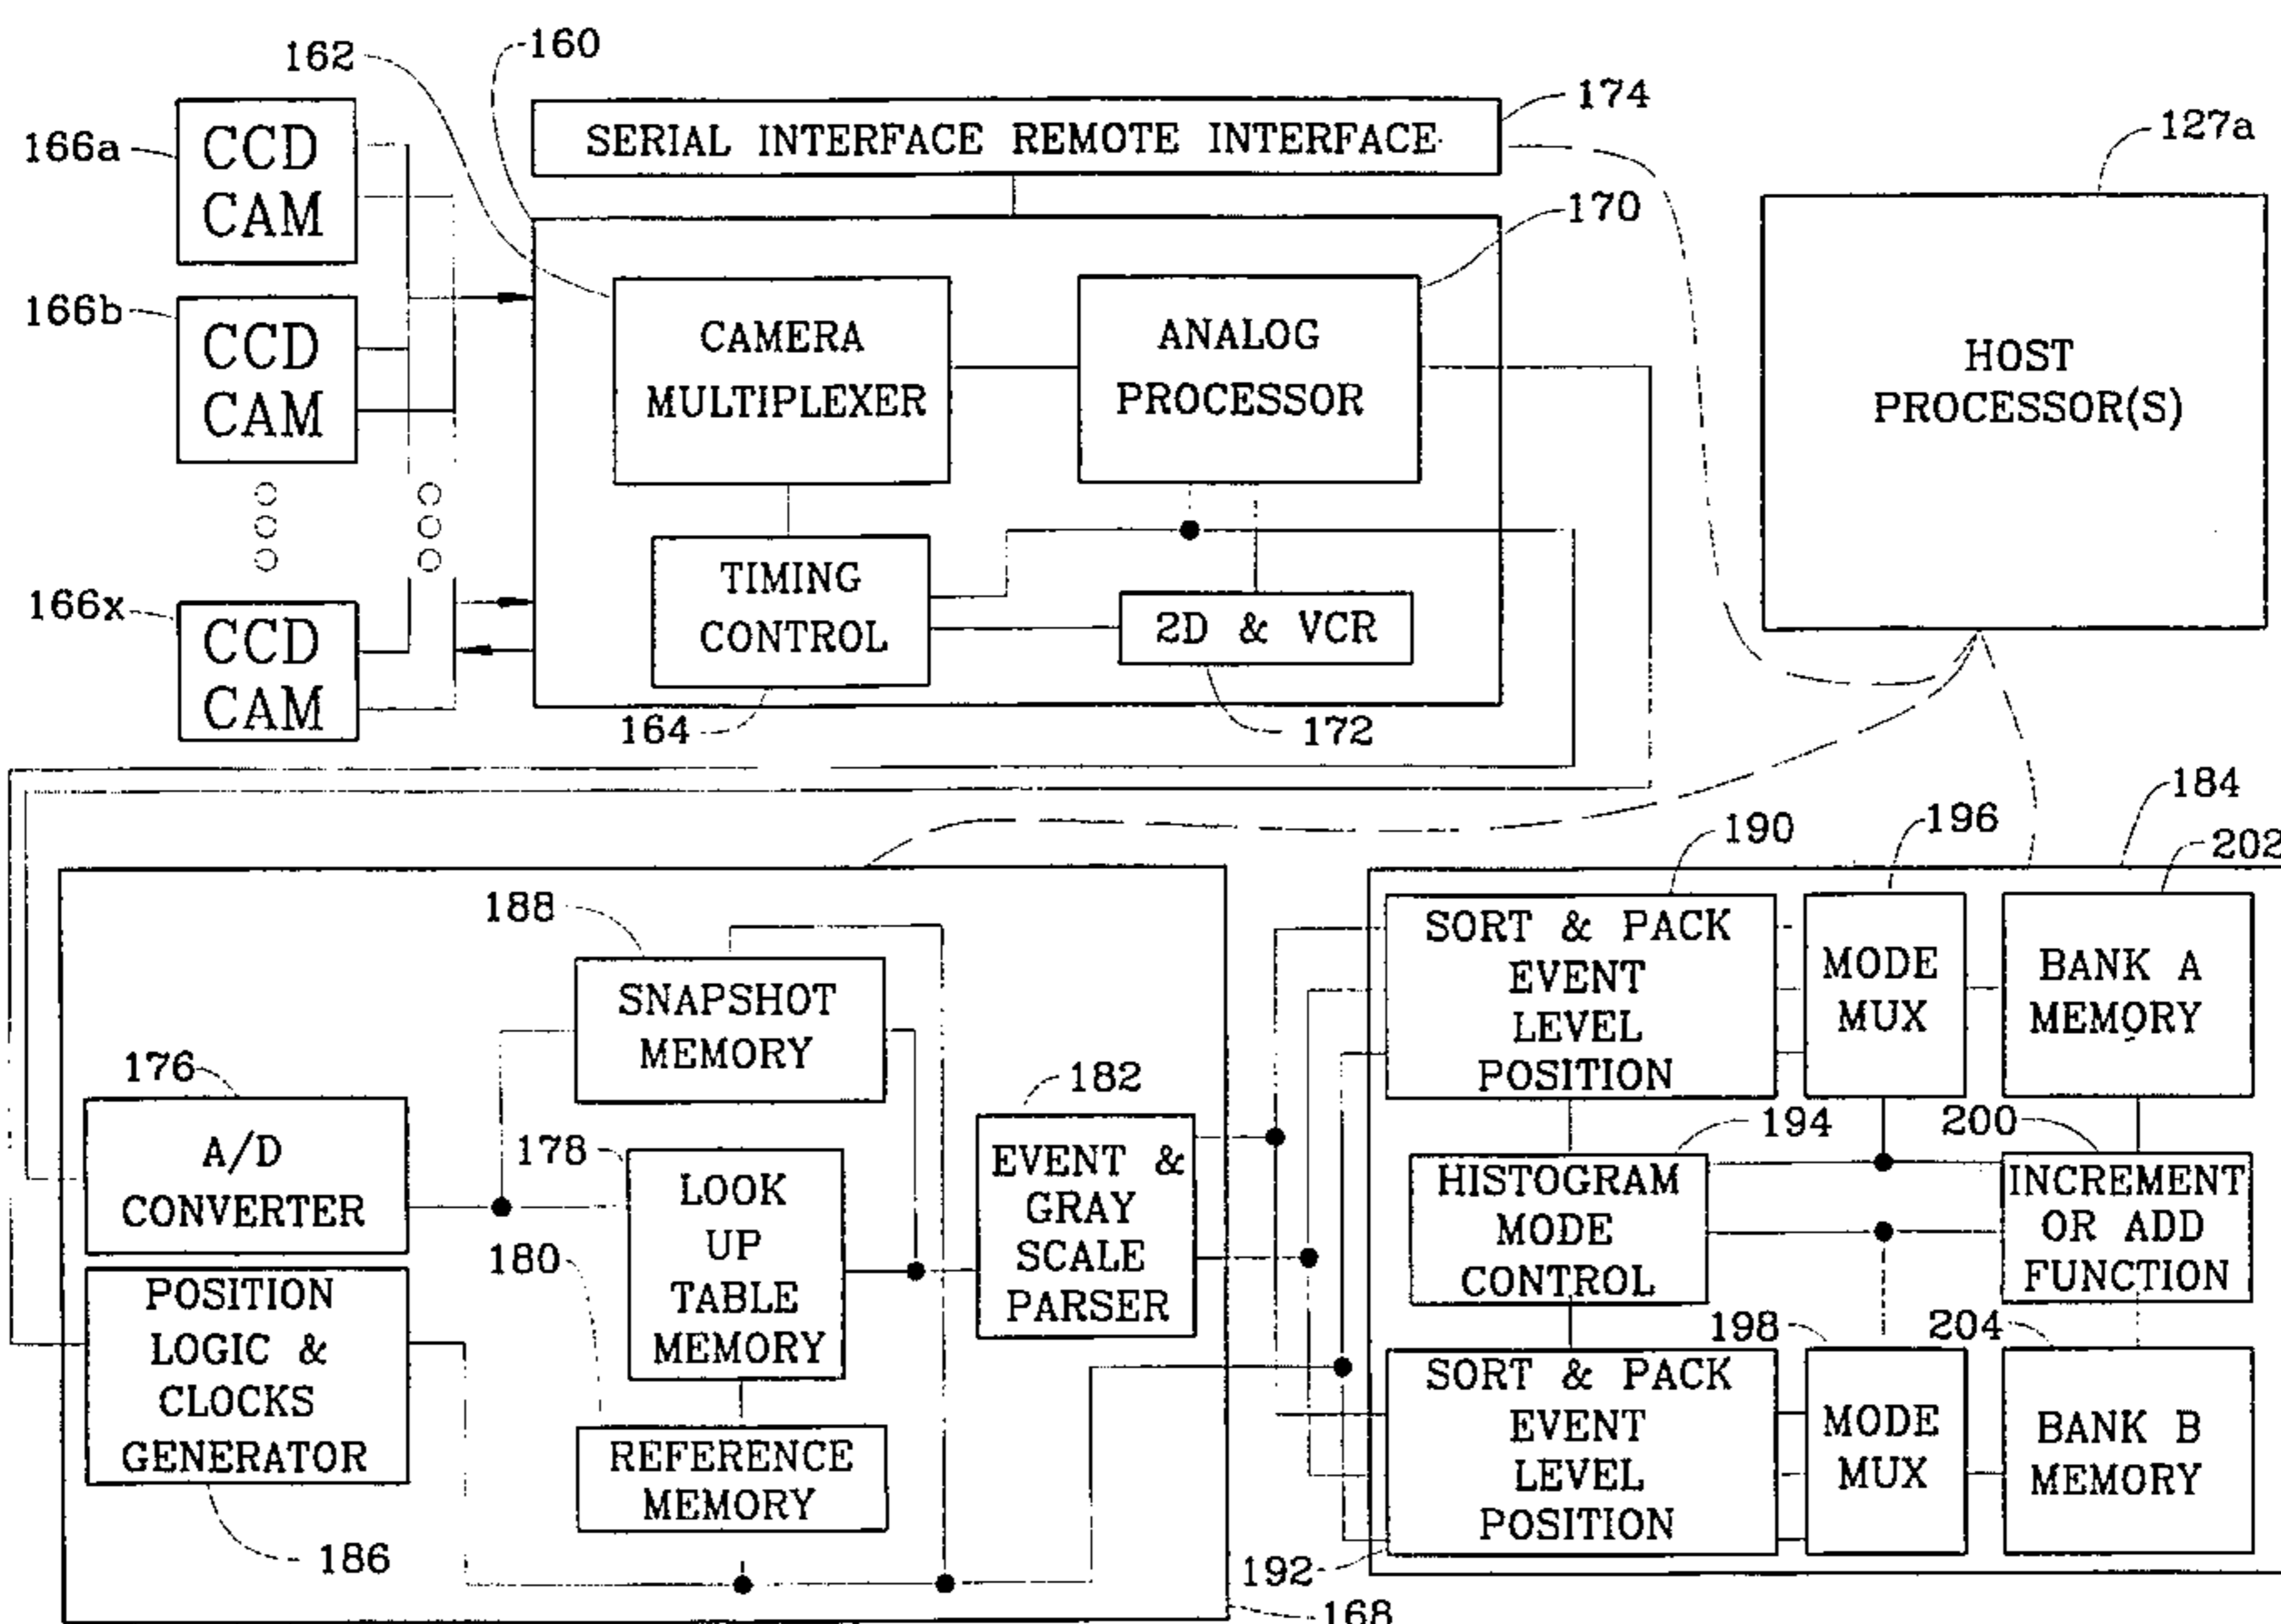 160
162
174
SERIAL INTERFACE REMOTE INTERFACE
127a
166a
CCD
CAM
170
166b
CCD
CAM
CAMERA
MULTIPLEXER
ANALOG
PROCESSOR
HOST
PROCESSOR(S)
166x
CCD
CAM
TIMING
CONTROL
2D & VCR
164
172
184
190
196
202
188
SNAPSHOT
MEMORY
SORT & PACK
EVENT
LEVEL
POSITION
MODE
MUX
BANK A
MEMORY
176
A/D
CONVERTER
178
LOOK
UP
TABLE
MEMORY
182
EVENT &
GRAY
SCALE
PARSER
194
200
HISTOGRAM
MODE
CONTROL
INCREMENT
OR ADD
FUNCTION
180
POSITION
LOGIC &
CLOCKS
GENERATOR
198
204
REFERENCE
MEMORY
SORT & PACK
EVENT
LEVEL
POSITION
MODE
MUX
BANK B
MEMORY
186
192
168